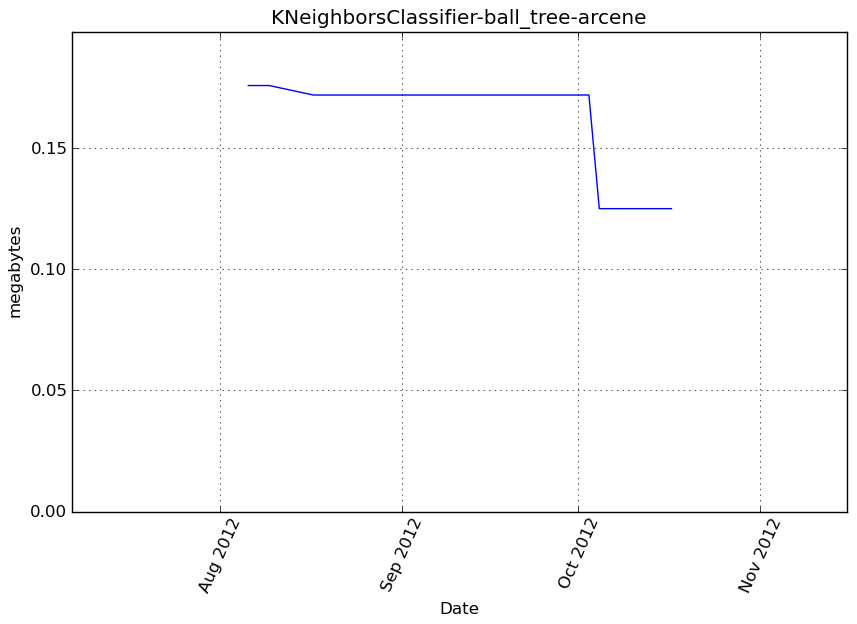 KNeighborsClassifier-ball_tree-arcene
megabytes
0.15
0.10
0.05
0.00
Aug 2012
Sep 2012
Oct 2012
Nov 2012
Date